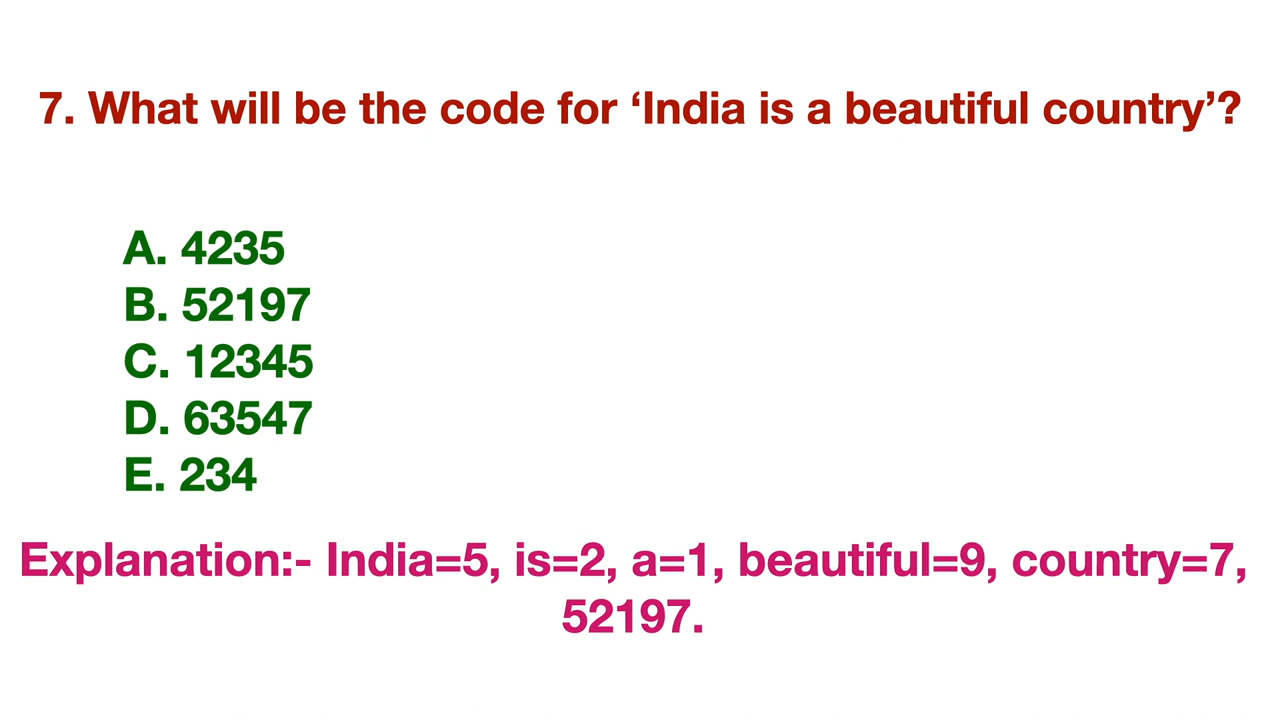 7. What will be the code for ‘India is a beautiful country’?
A. 4235
B. 52197
C. 12345
D. 63547
E. 234
Explanation:- India=5, is=2, a=1, beautiful=9, country=7,
52197.